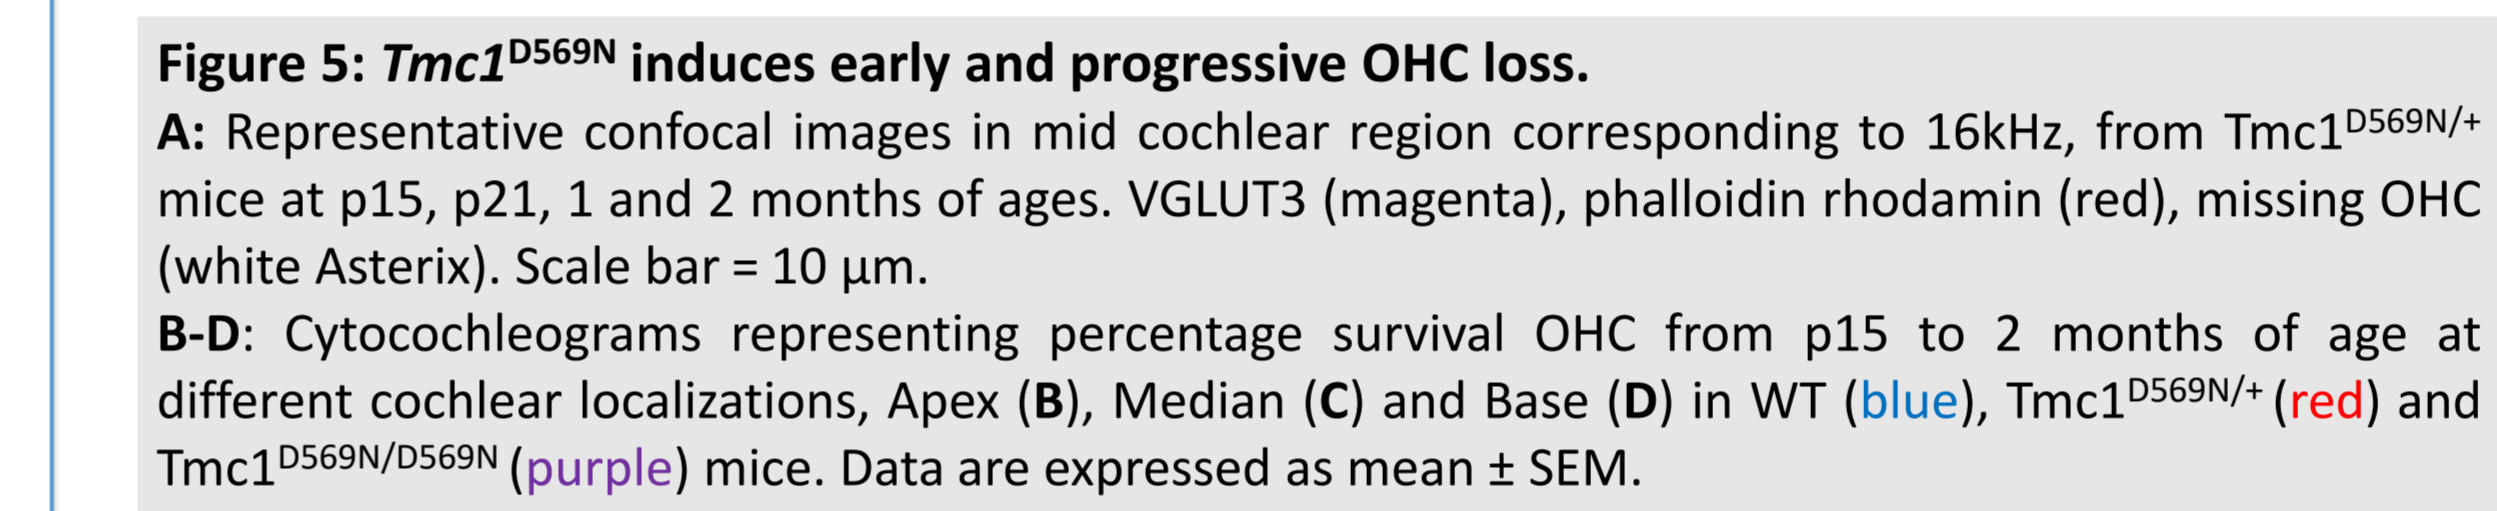 Figure 5: Tmc1D569N induces early and progressive OHC loss.
A: Representative confocal images in mid cochlear region corresponding to 16kHz, from Tmc1D569N/+
mice at p15, p21, 1 and 2 months of ages. VGLUT3 (magenta), phalloidin rhodamin (red), missing OHC
(white Asterix). Scale bar = 10 µm.
B-D: Cytocochleograms representing percentage survival OHC from p15 to 2 months of age at
different cochlear localizations, Apex (B), Median (C) and Base (D) in WT (blue), Tmc1D569N/+ (red) and
Tmc1D569N/D569N (purple) mice. Data are expressed as mean ± SEM.